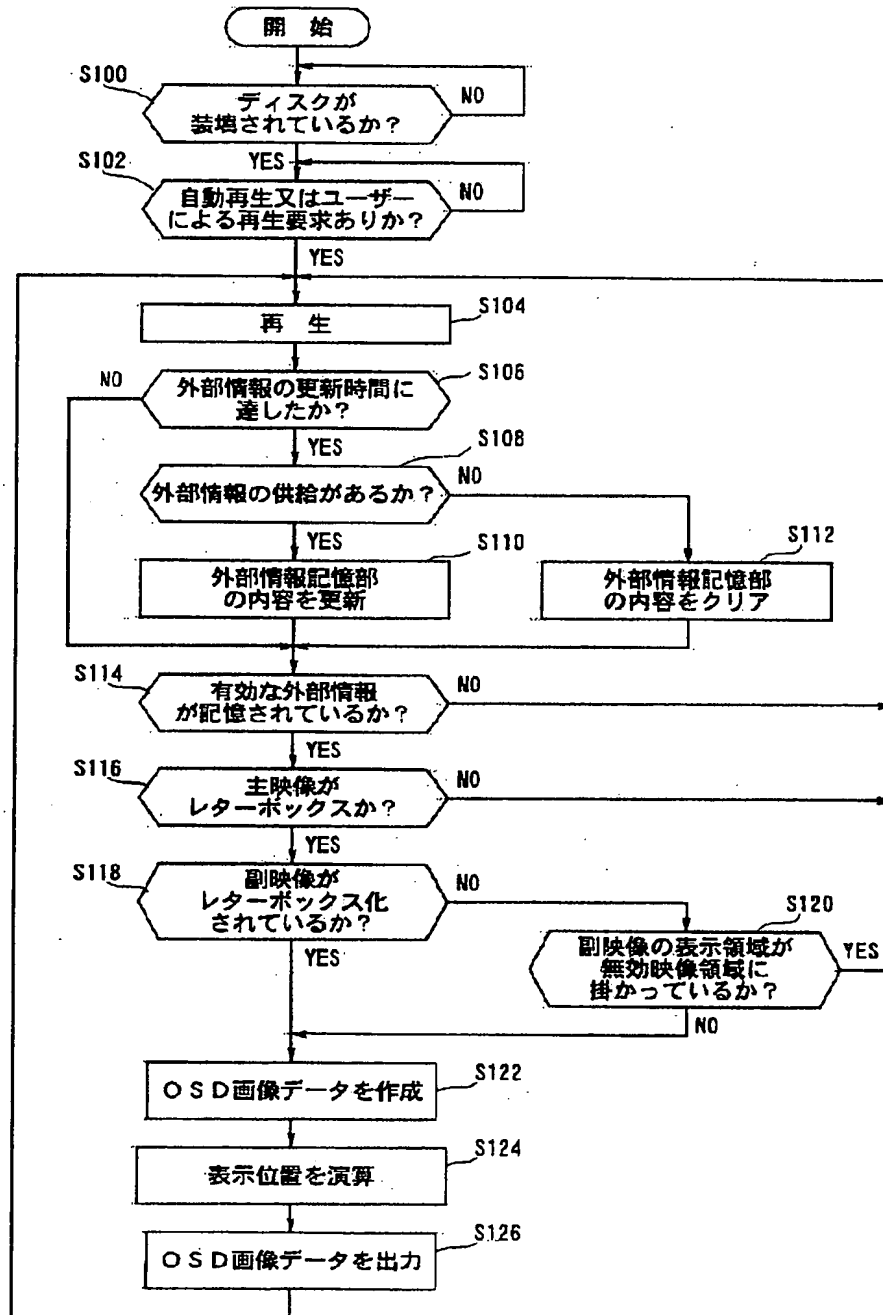 開 始
S100
ディスクが
装填されているか?
NO
YES
S102
自動再生又はユーザー
による再生要求ありか?
NO
YES
S104
再 生
S106
外部情報の更新時間に
達したか?
NO
YES
S108
外部情報の供給があるか?
NO
YES
S110
外部情報記憶部
の内容を更新
S112
外部情報記憶部
の内容をクリア
S114
有効な外部情報
が記憶されているか?
NO
YES
S116
主映像が
レターボックスか?
NO
YES
S118
副映像が
レターボックス化
されているか?
NO
YES
S120
副映像の表示領域が
無効映像領域に
掛かっているか?
YES
NO
S122
OSD画像データを作成
S124
表示位置を演算
S126
OSD画像データを出力